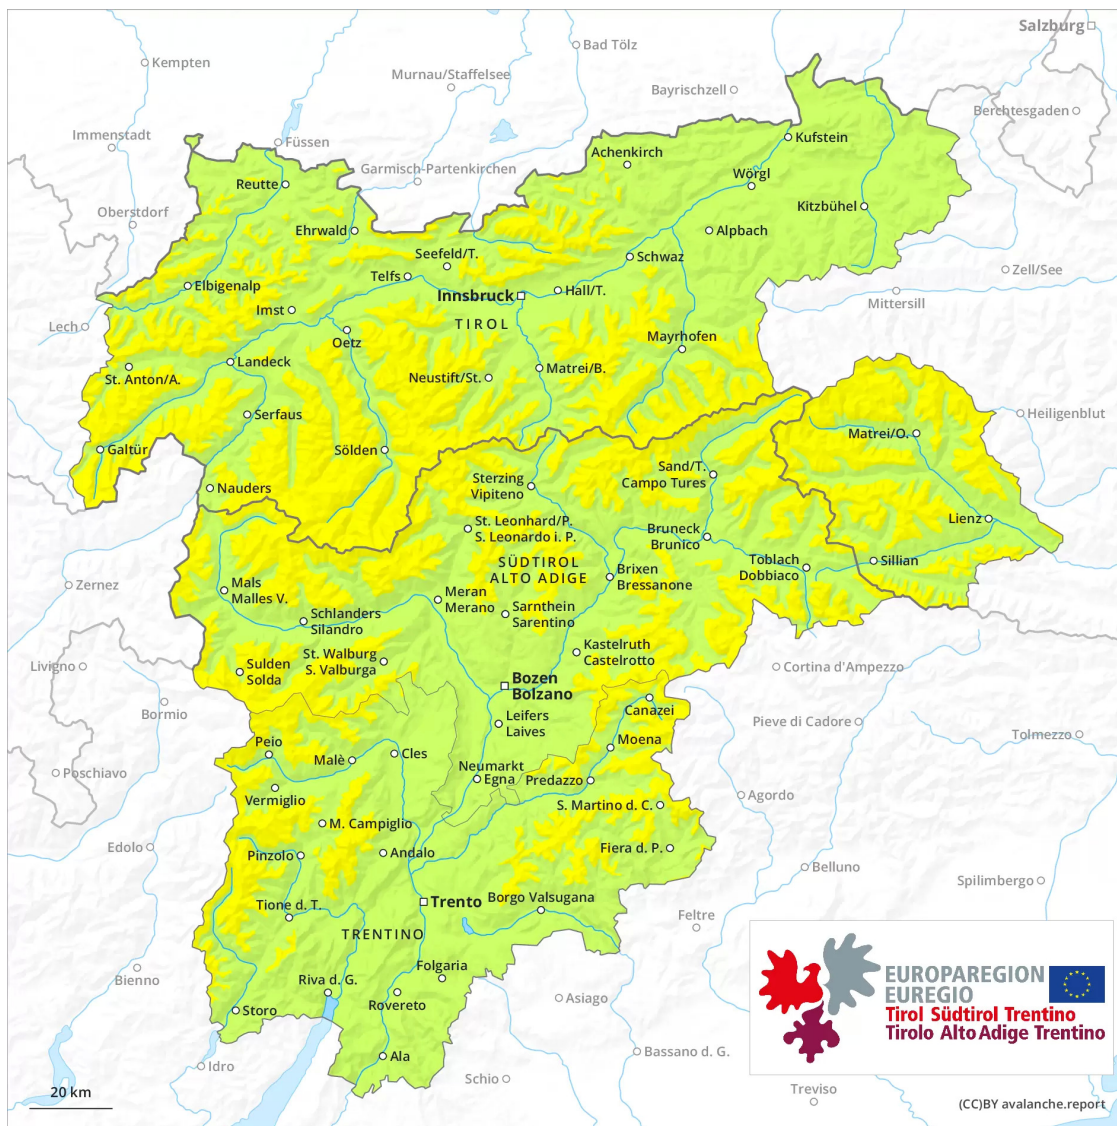 Salzburg
Kempten
Bad Tölz
Murnau/Staffelsee
Bayrischzell
Berchtesgaden
Immenstadt
Füssen
Kufstein
Achenkirch
Garmisch-Partenkirchen
Wörgl
Reutte
Oberstdorf
Kitzbühel
Ehrwald
Alpbach
Seefeld/T.
Schwaz
Zell/See
Telfs
Elbigenalp
Innsbruck
Hall/T.
Mittersill
Imst
TIROL
Lech
Oetz
Mayrhofen
Landeck
Matrei/B.
St. Anton/A.
Neustift/St.
Serfaus
Heiligenblut
Matrei/O.
Galtür
Sölden
Sand/T.
Campo Tures
Sterzing
Vipiteno
Nauders
Lienz
St. Leonhard/P.
S. Leonardo i. P.
Bruneck
Brunico
SÜDTIROL
ALTO ADIGE
Toblach
Dobbiaco
Sillian
Brixen
Bressanone
Zernez
Mals
Malles V.
Meran
Merano
Schlanders
Silandro
Sarnthein
Sarentino
Kastelruth
Castelrotto
St. Walburg
S. Valburga
Livigno
Sulden
Solda
Cortina d'Ampezzo
Bozen
Bolzano
Bormio
Canazei
Leifers
Laives
Pieve di Cadore
Tolmezzo
Peio
Moena
Malè
Cles
Poschiavo
Neumarkt
Egna
Predazzo
Vermiglio
Agordo
S. Martino d. C.
M. Campiglio
Edolo
Pinzolo
Andalo
Fiera d. P.
Belluno
Spilimbergo
Borgo Valsugana
Trento
Tione d. T.
Feltre
TRENTINO
Folgaria
Bienno
Riva d. G.
Rovereto
Asiago
Storo
EUROPAREGION
EUREGIO
Tirol Südtirol Trentino
Tirolo Alto Adige Trentino
Ala
Bassano d. G.
Idro
Schio
Treviso
20 km
(CC)BY avalanche.report